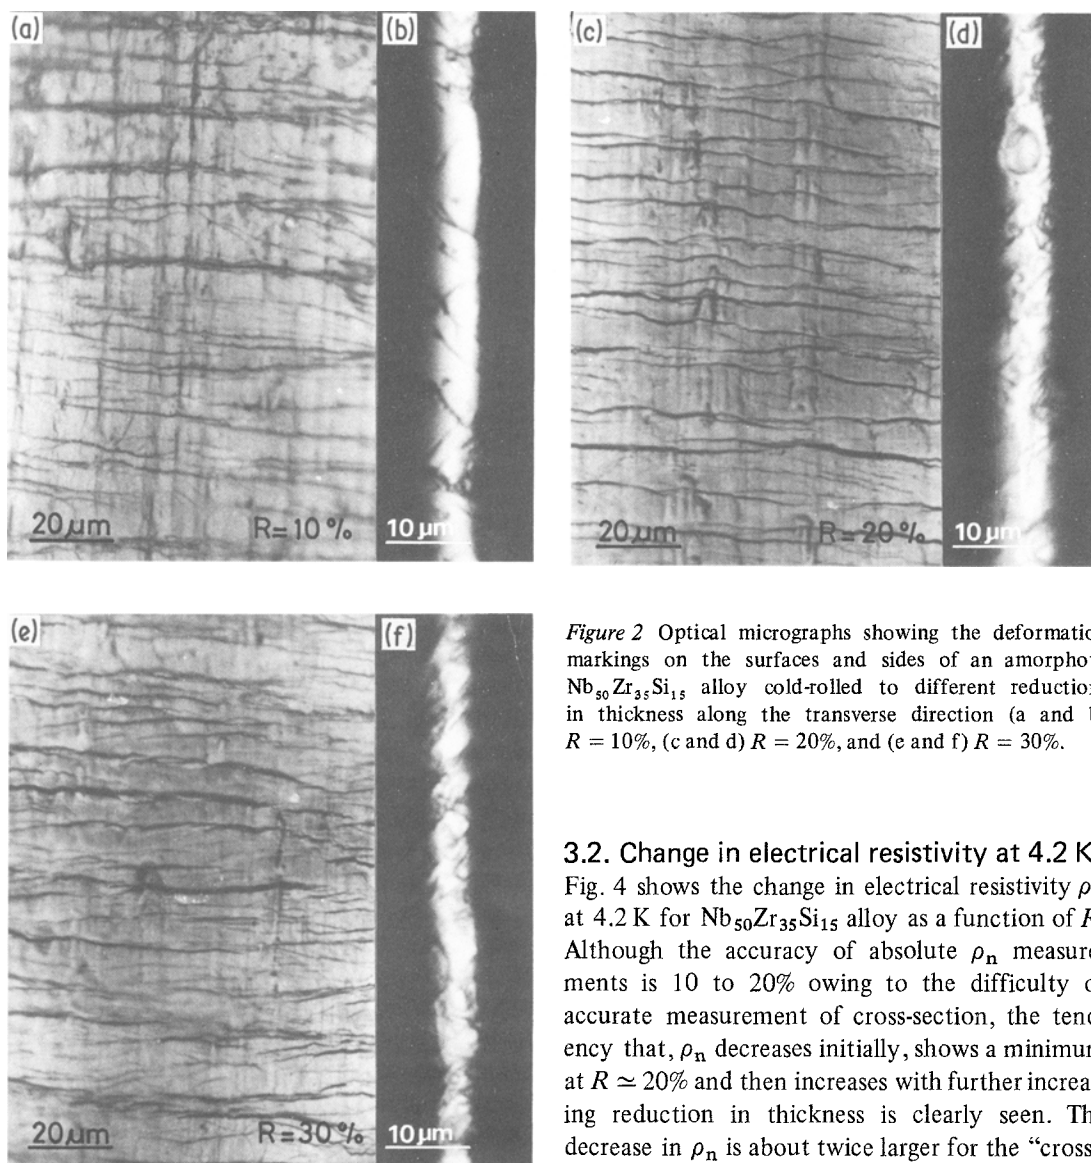 (a)
(b)
(c)
(d)
20 µm
R=10%
10 µm
20 µm
R=20%
10 µm
(e)
(f)
20 µm
R=30%
10 µm
Figure 2 Optical micrographs showing the deformatio
markings on the surfaces and sides of an amorpho
Nb₅₀Zr₃₅Si₁₅ alloy cold-rolled to different reduction
in thickness along the transverse direction (a and b
R = 10%, (c and d) R = 20%, and (e and f) R = 30%.
3.2. Change in electrical resistivity at 4.2 K
Fig. 4 shows the change in electrical resistivity ρ
at 4.2 K for Nb₅₀Zr₃₅Si₁₅ alloy as a function of R
Although the accuracy of absolute ρₙ measure
ments is 10 to 20% owing to the difficulty o
accurate measurement of cross-section, the tend
ency that, ρₙ decreases initially, shows a minimum
at R ≃ 20% and then increases with further increa
ing reduction in thickness is clearly seen. Th
decrease in ρₙ is about twice larger for the “cross